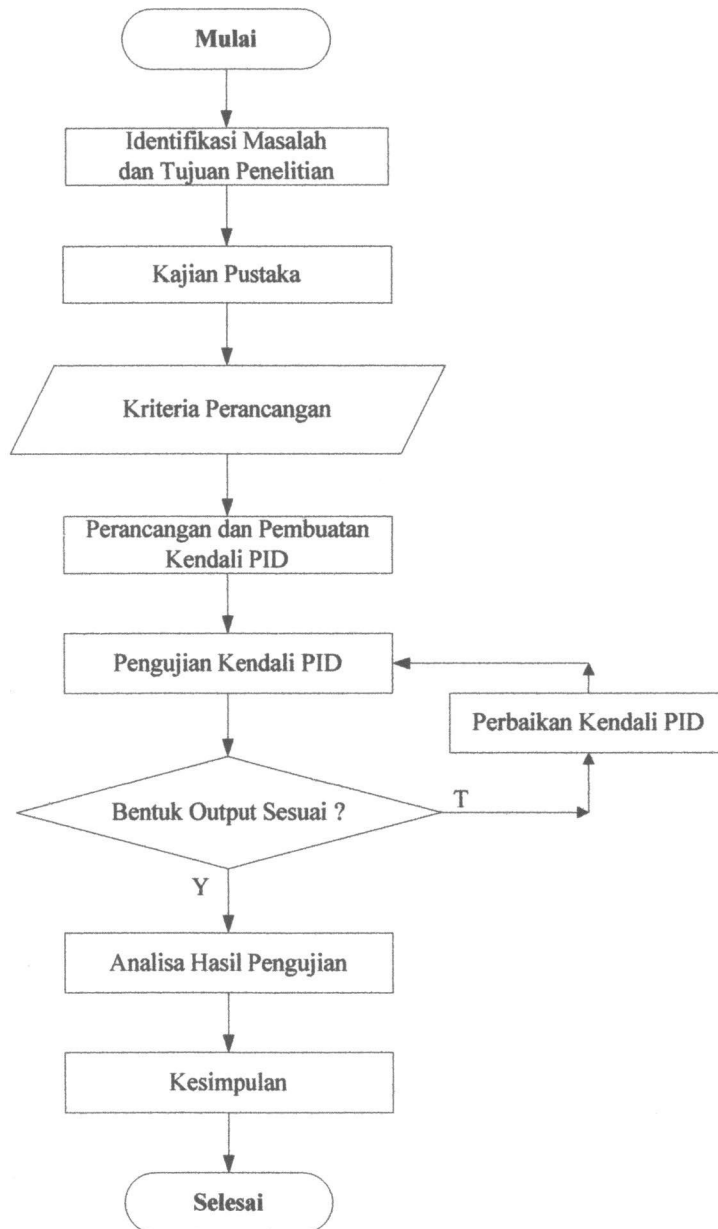 Mulai
Identifikasi Masalah
dan Tujuan Penelitian
Kajian Pustaka
Kriteria Perancangan
Perancangan dan Pembuatan
Kendali PID
Pengujian Kendali PID
Perbaikan Kendali PID
Bentuk Output Sesuai ?
T
Y
Analisa Hasil Pengujian
Kesimpulan
Selesai